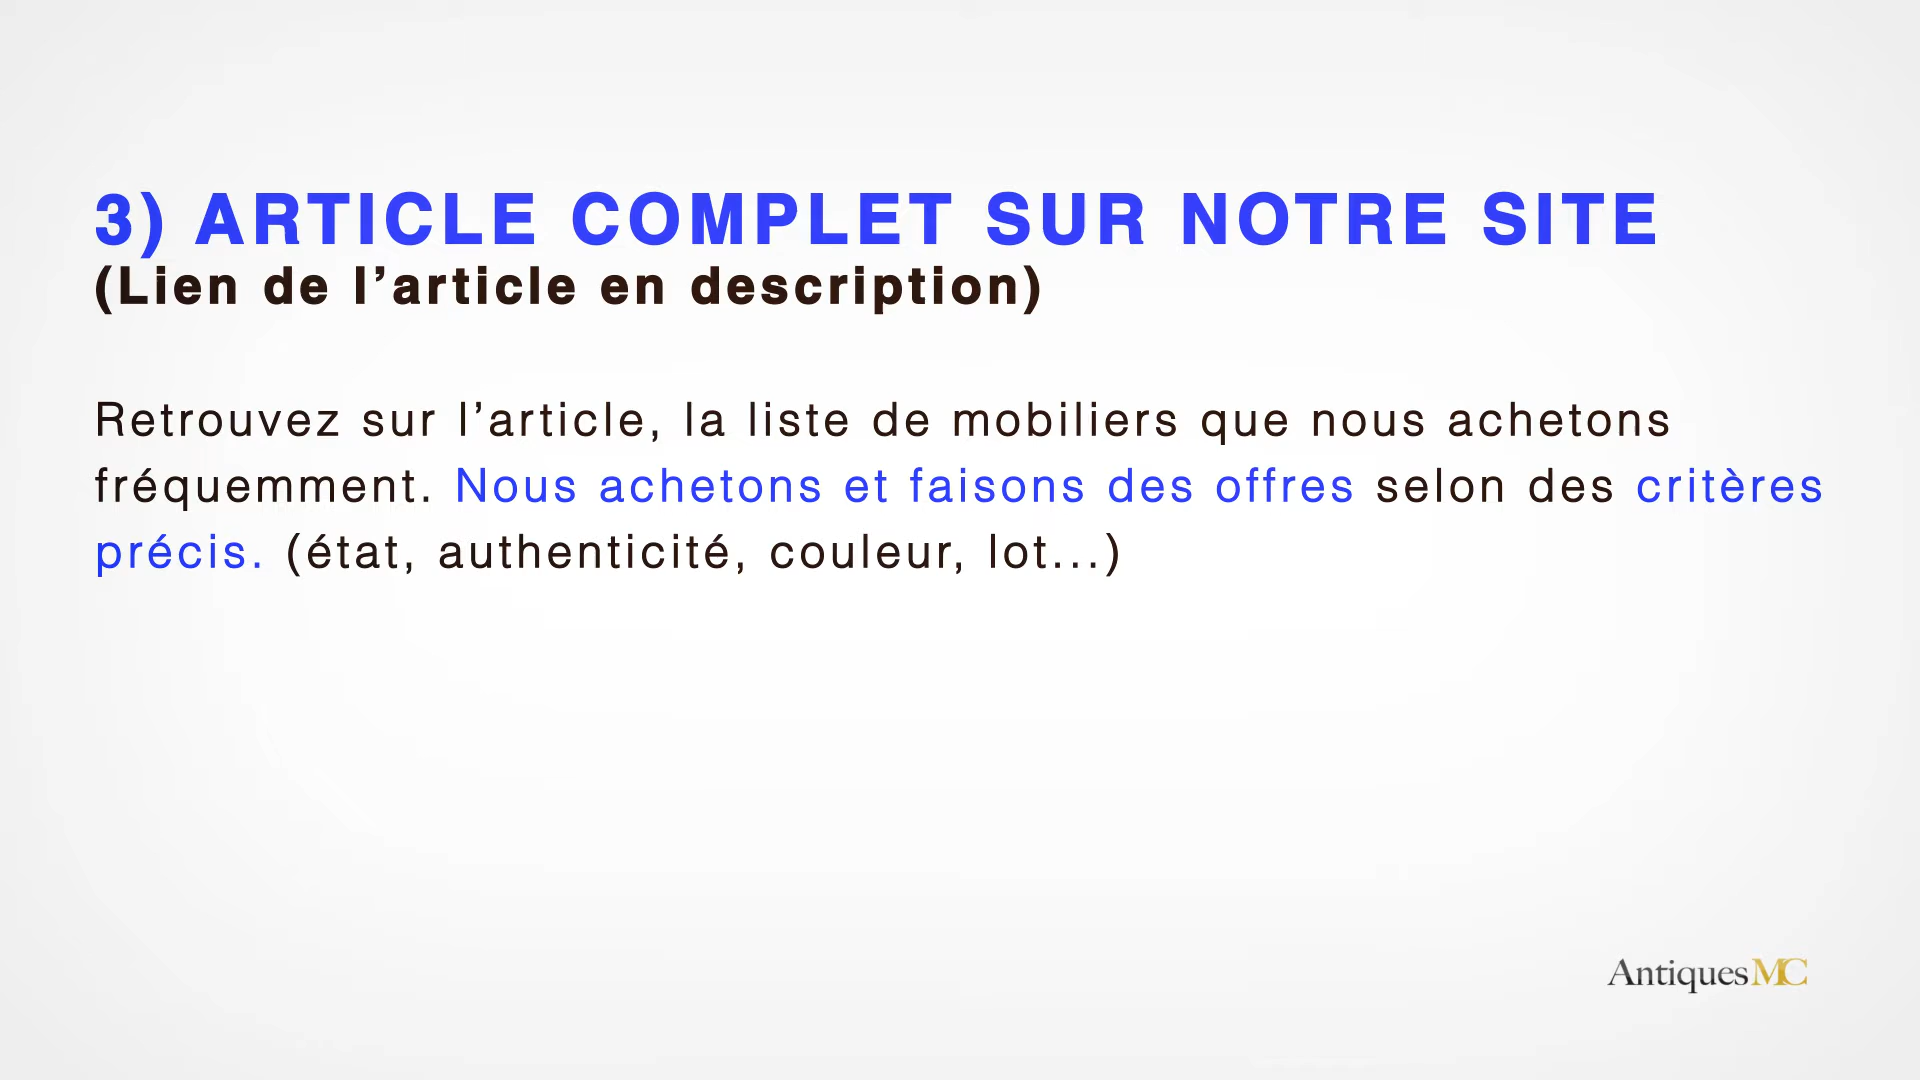 3) ARTICLE COMPLET SUR NOTRE SITE
(Lien de l’article en description)
Retrouvez sur l’article, la liste de mobiliers que nous achetons
fréquemment. Nous achetons et faisons des offres selon des critères
précis. (état, authenticité, couleur, lot...)
AntiquesMC